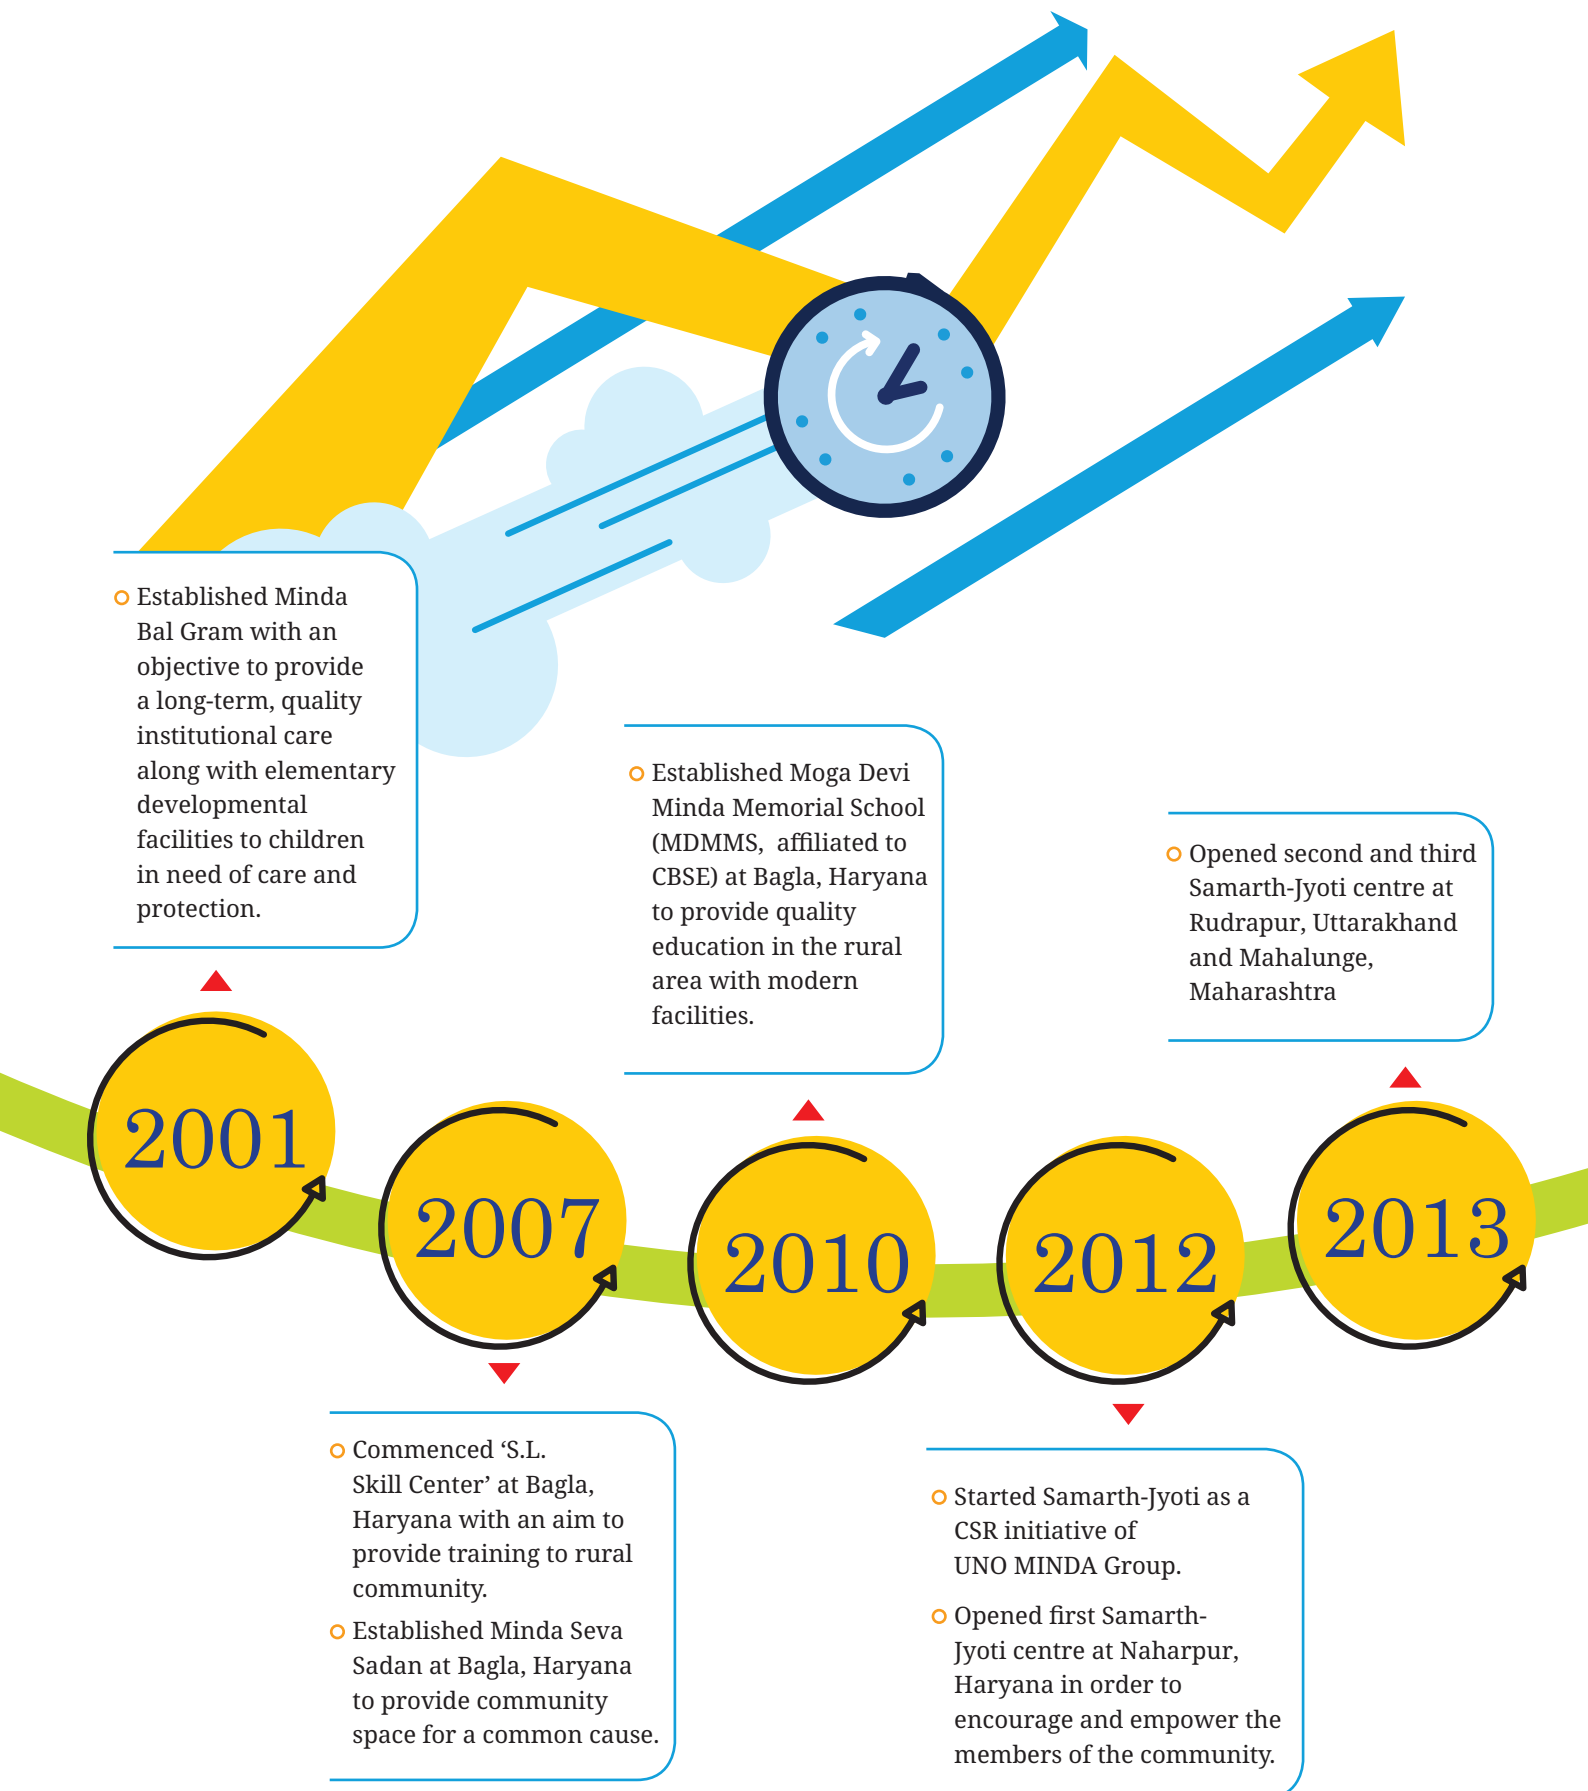 Established Minda
Bal Gram with an
objective to provide
a long-term, quality
institutional care
along with elementary
developmental
facilities to children
in need of care and
protection.
Established Moga Devi
Minda Memorial School
(MDMMS,  affiliated to
CBSE) at Bagla, Haryana
to provide quality
education in the rural
area with modern
facilities.
Opened second and third
Samarth-Jyoti centre at
Rudrapur, Uttarakhand
and Mahalunge,
Maharashtra
2001
2007
2010
2012
2013
Commenced ‘S.L.
Skill Center’ at Bagla,
Haryana with an aim to
provide training to rural
community.
Established Minda Seva
Sadan at Bagla, Haryana
to provide community
space for a common cause.
Started Samarth-Jyoti as a
CSR initiative of
UNO MINDA Group.
Opened first Samarth-
Jyoti centre at Naharpur,
Haryana in order to
encourage and empower the
members of the community.